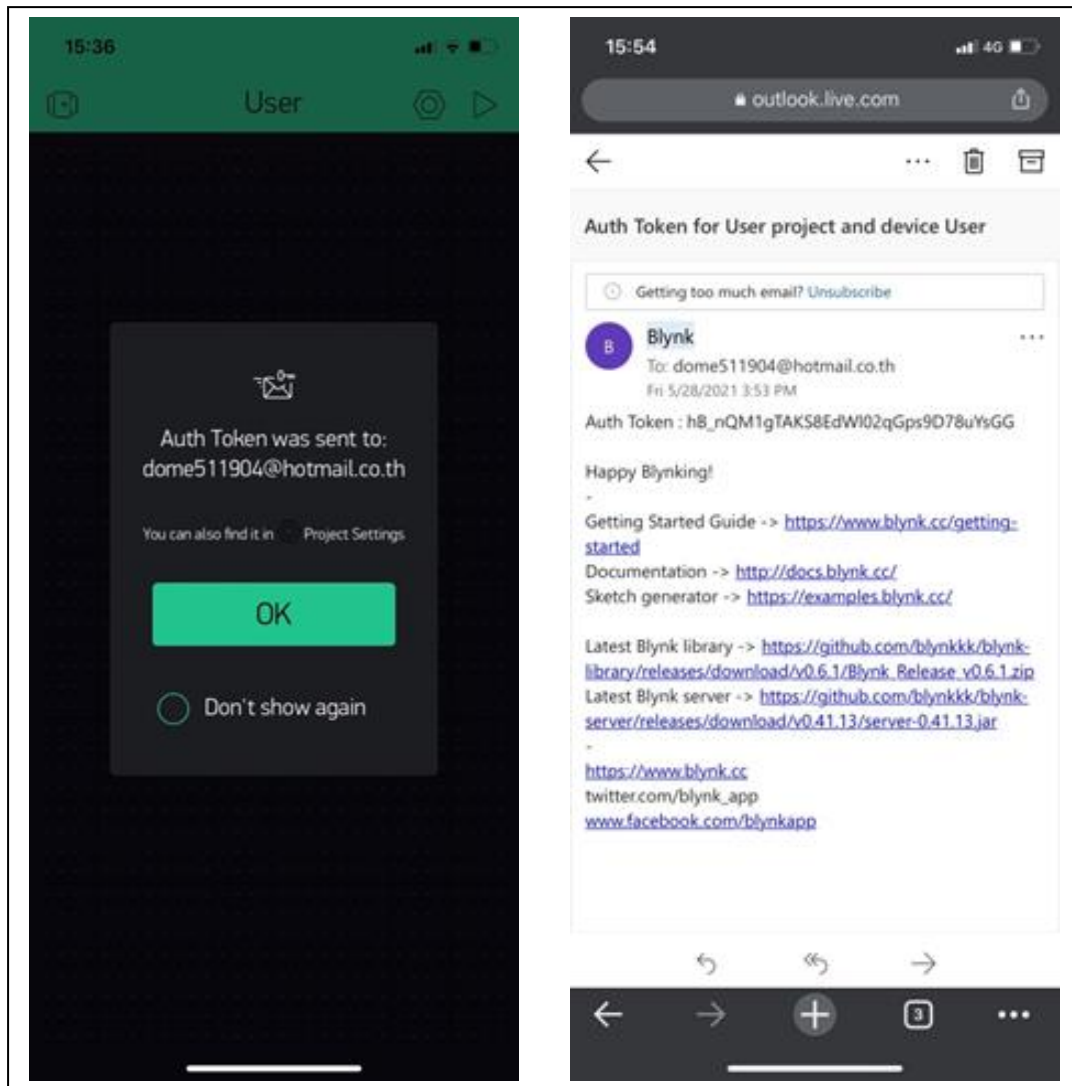 15:36
User
Auth Token was sent to:
dome511904@hotmail.co.th
You can also find it in Project Settings
OK
Don't show again
15:54
4G
outlook.live.com
Auth Token for User project and device User
Getting too much email? Unsubscribe
B
Blynk
To: dome511904@hotmail.co.th
Fri 5/28/2021 3:53 PM
Auth Token : hB_nQM1gTAKS8EdWI02qGps9D78uYsGG
Happy Blynking!
-
Getting Started Guide -> https://www.blynk.cc/getting-
started
Documentation -> http://docs.blynk.cc/
Sketch generator -> https://examples.blynk.cc/
Latest Blynk library -> https://github.com/blynkkk/blynk-
library/releases/download/v0.6.1/Blynk_Release_v0.6.1.zip
Latest Blynk server -> https://github.com/blynkkk/blynk-
server/releases/download/v0.41.13/server-0.41.13.jar
-
https://www.blynk.cc
twitter.com/blynk_app
www.facebook.com/blynkapp
3